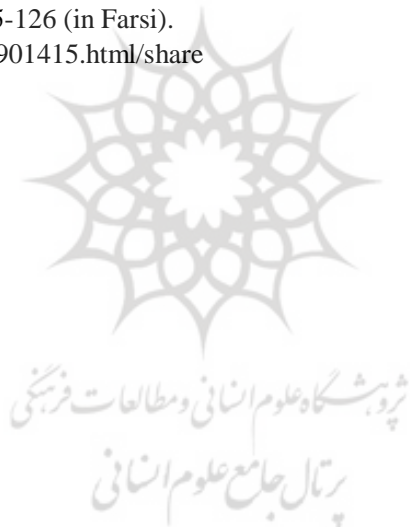 5-126 (in Farsi).
901415.html/share
پژوهشگاه علوم انسانی و مطالعات فرهنگی
پرتال جامع علوم انسانی